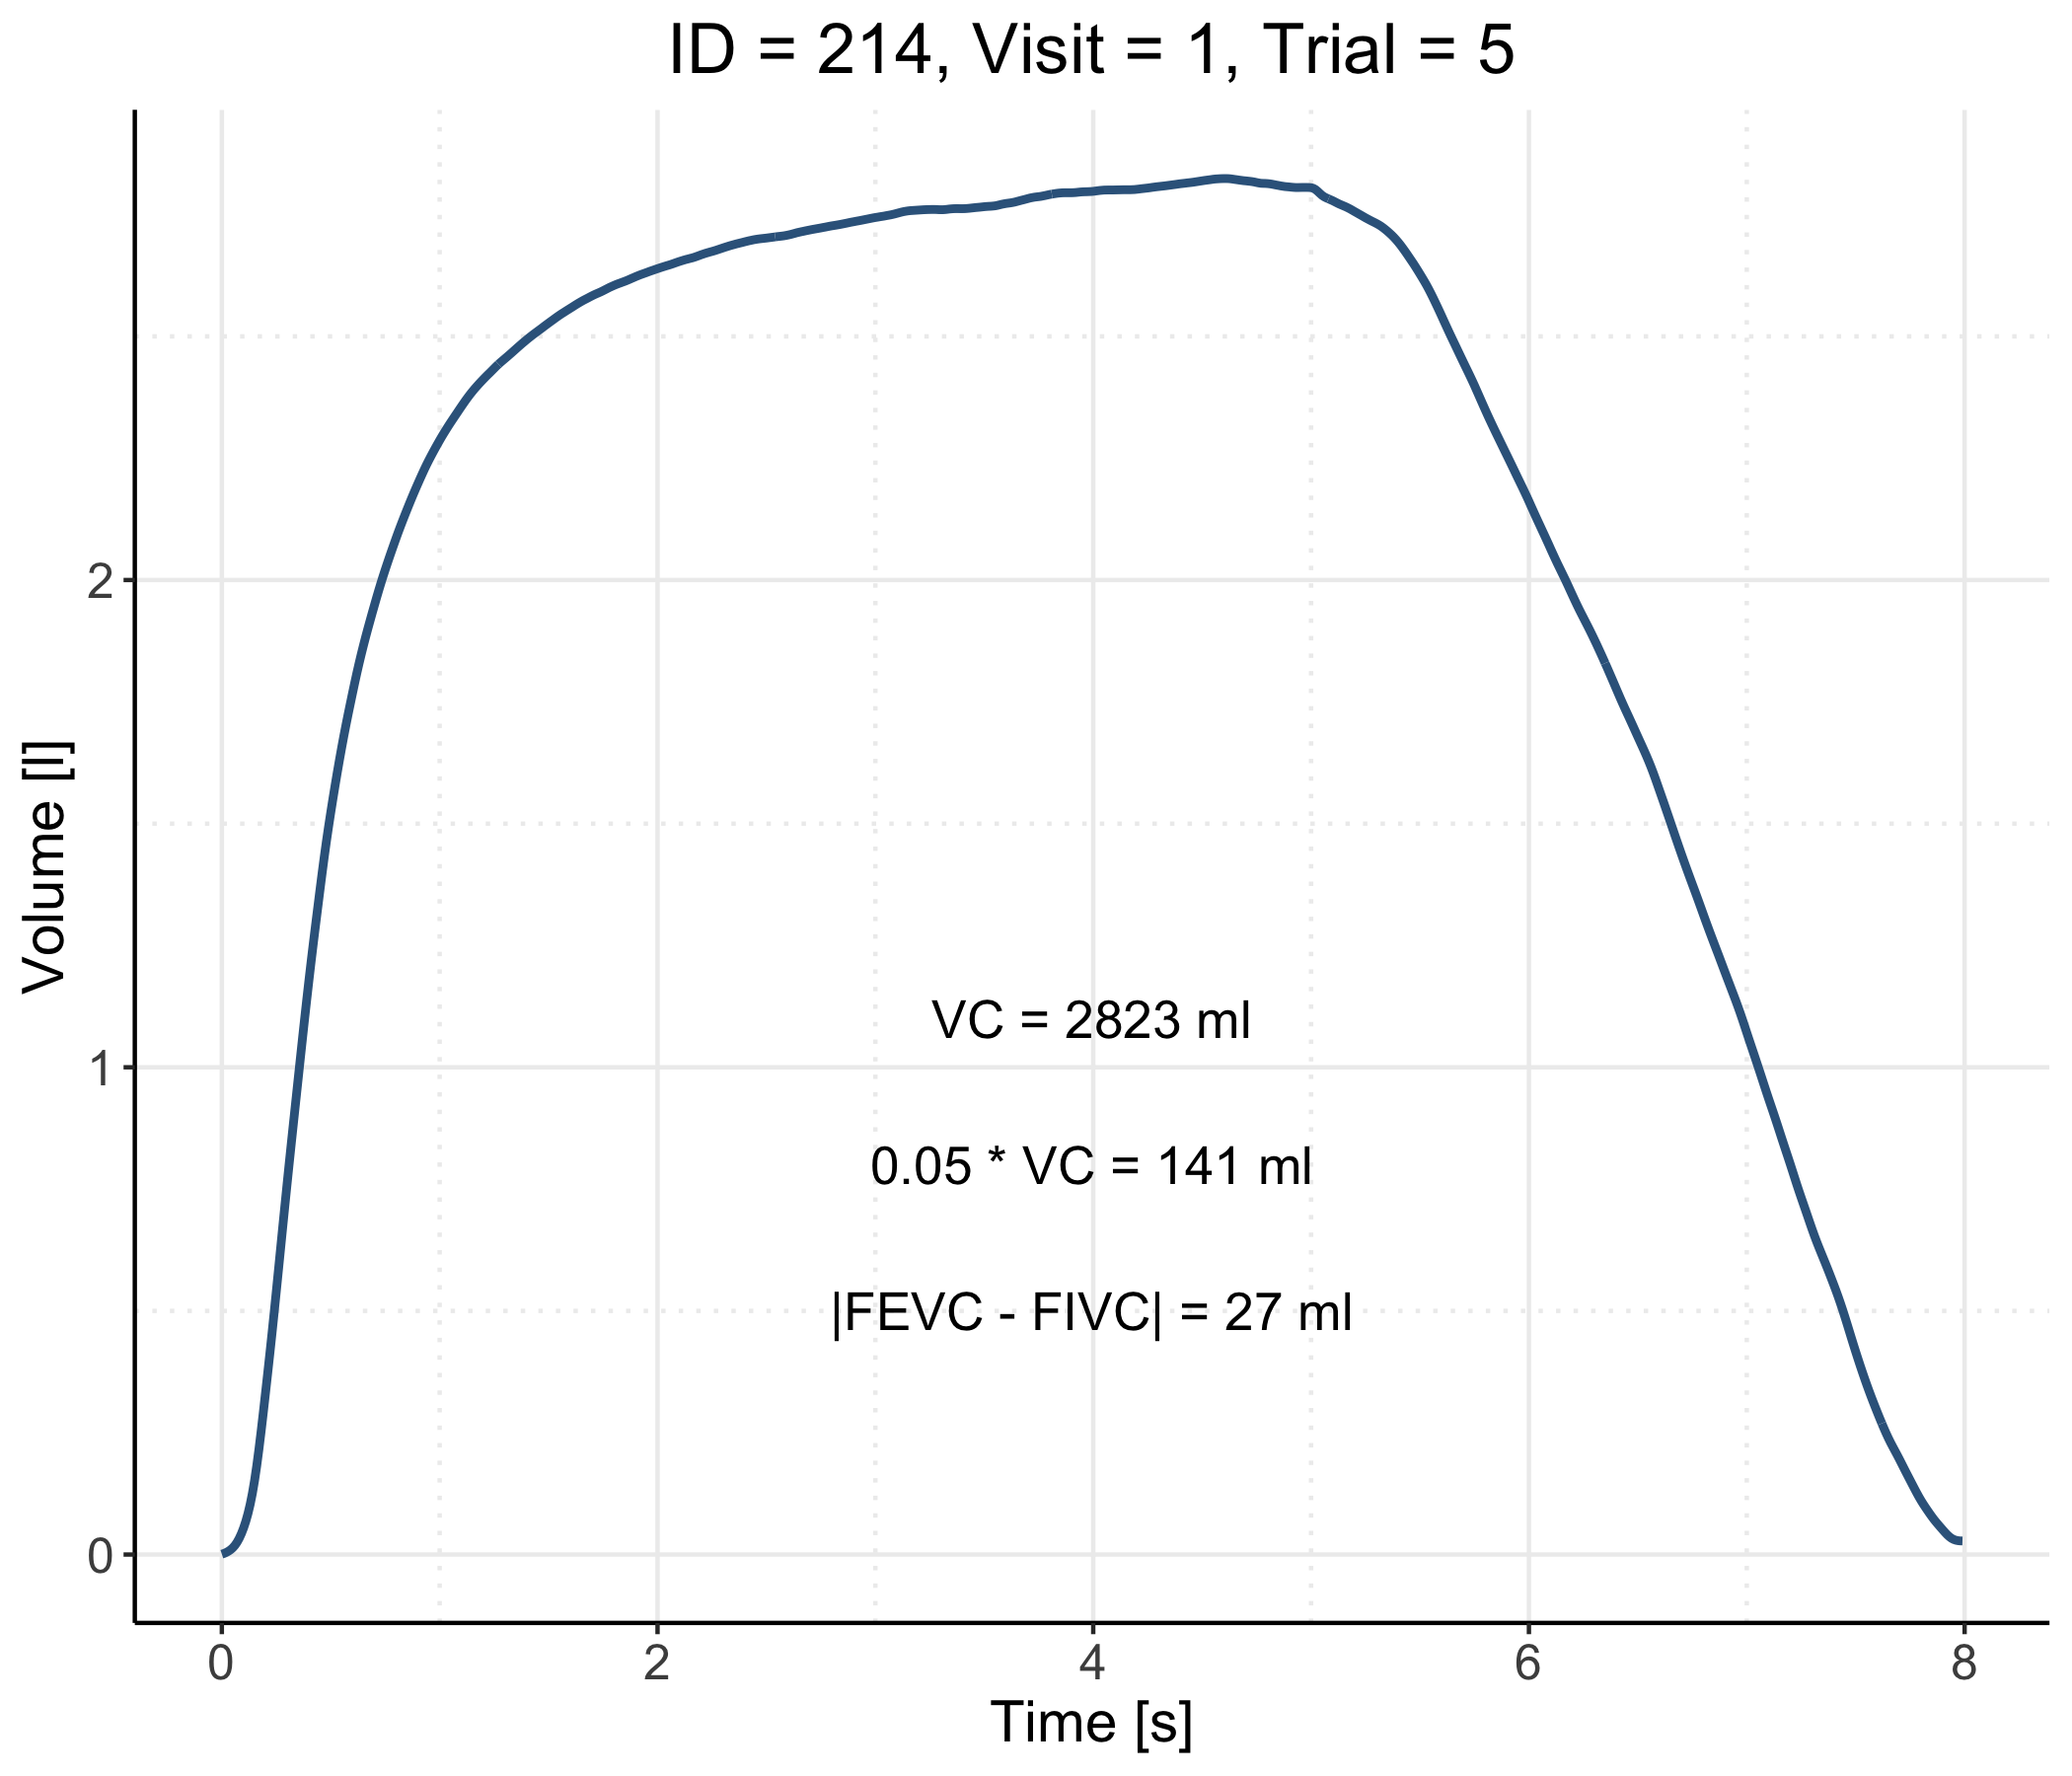 ID = 214, Visit = 1, Trial = 5
Volume [l]
2
1
0
VC = 2823 ml
0.05 * VC = 141 ml
|FEVC - FIVC| = 27 ml
0 2 4 6 8
Time [s]